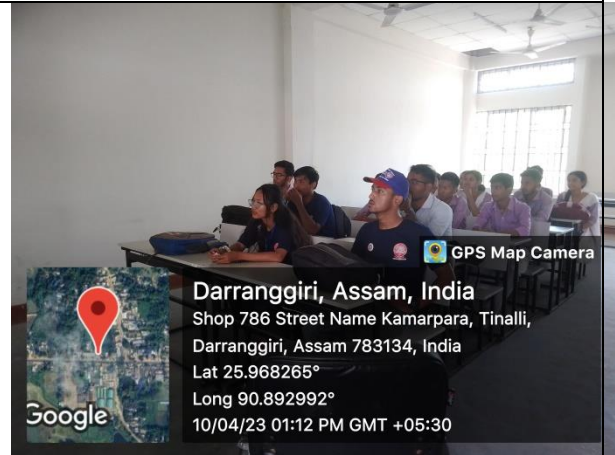 GPS Map Camera
Darranggiri, Assam, India
Shop 786 Street Name Kamarpara, Tinalli,
Darranggiri, Assam 783134, India
Lat 25.968265°
Long 90.892992°
10/04/23 01:12 PM GMT +05:30
Google